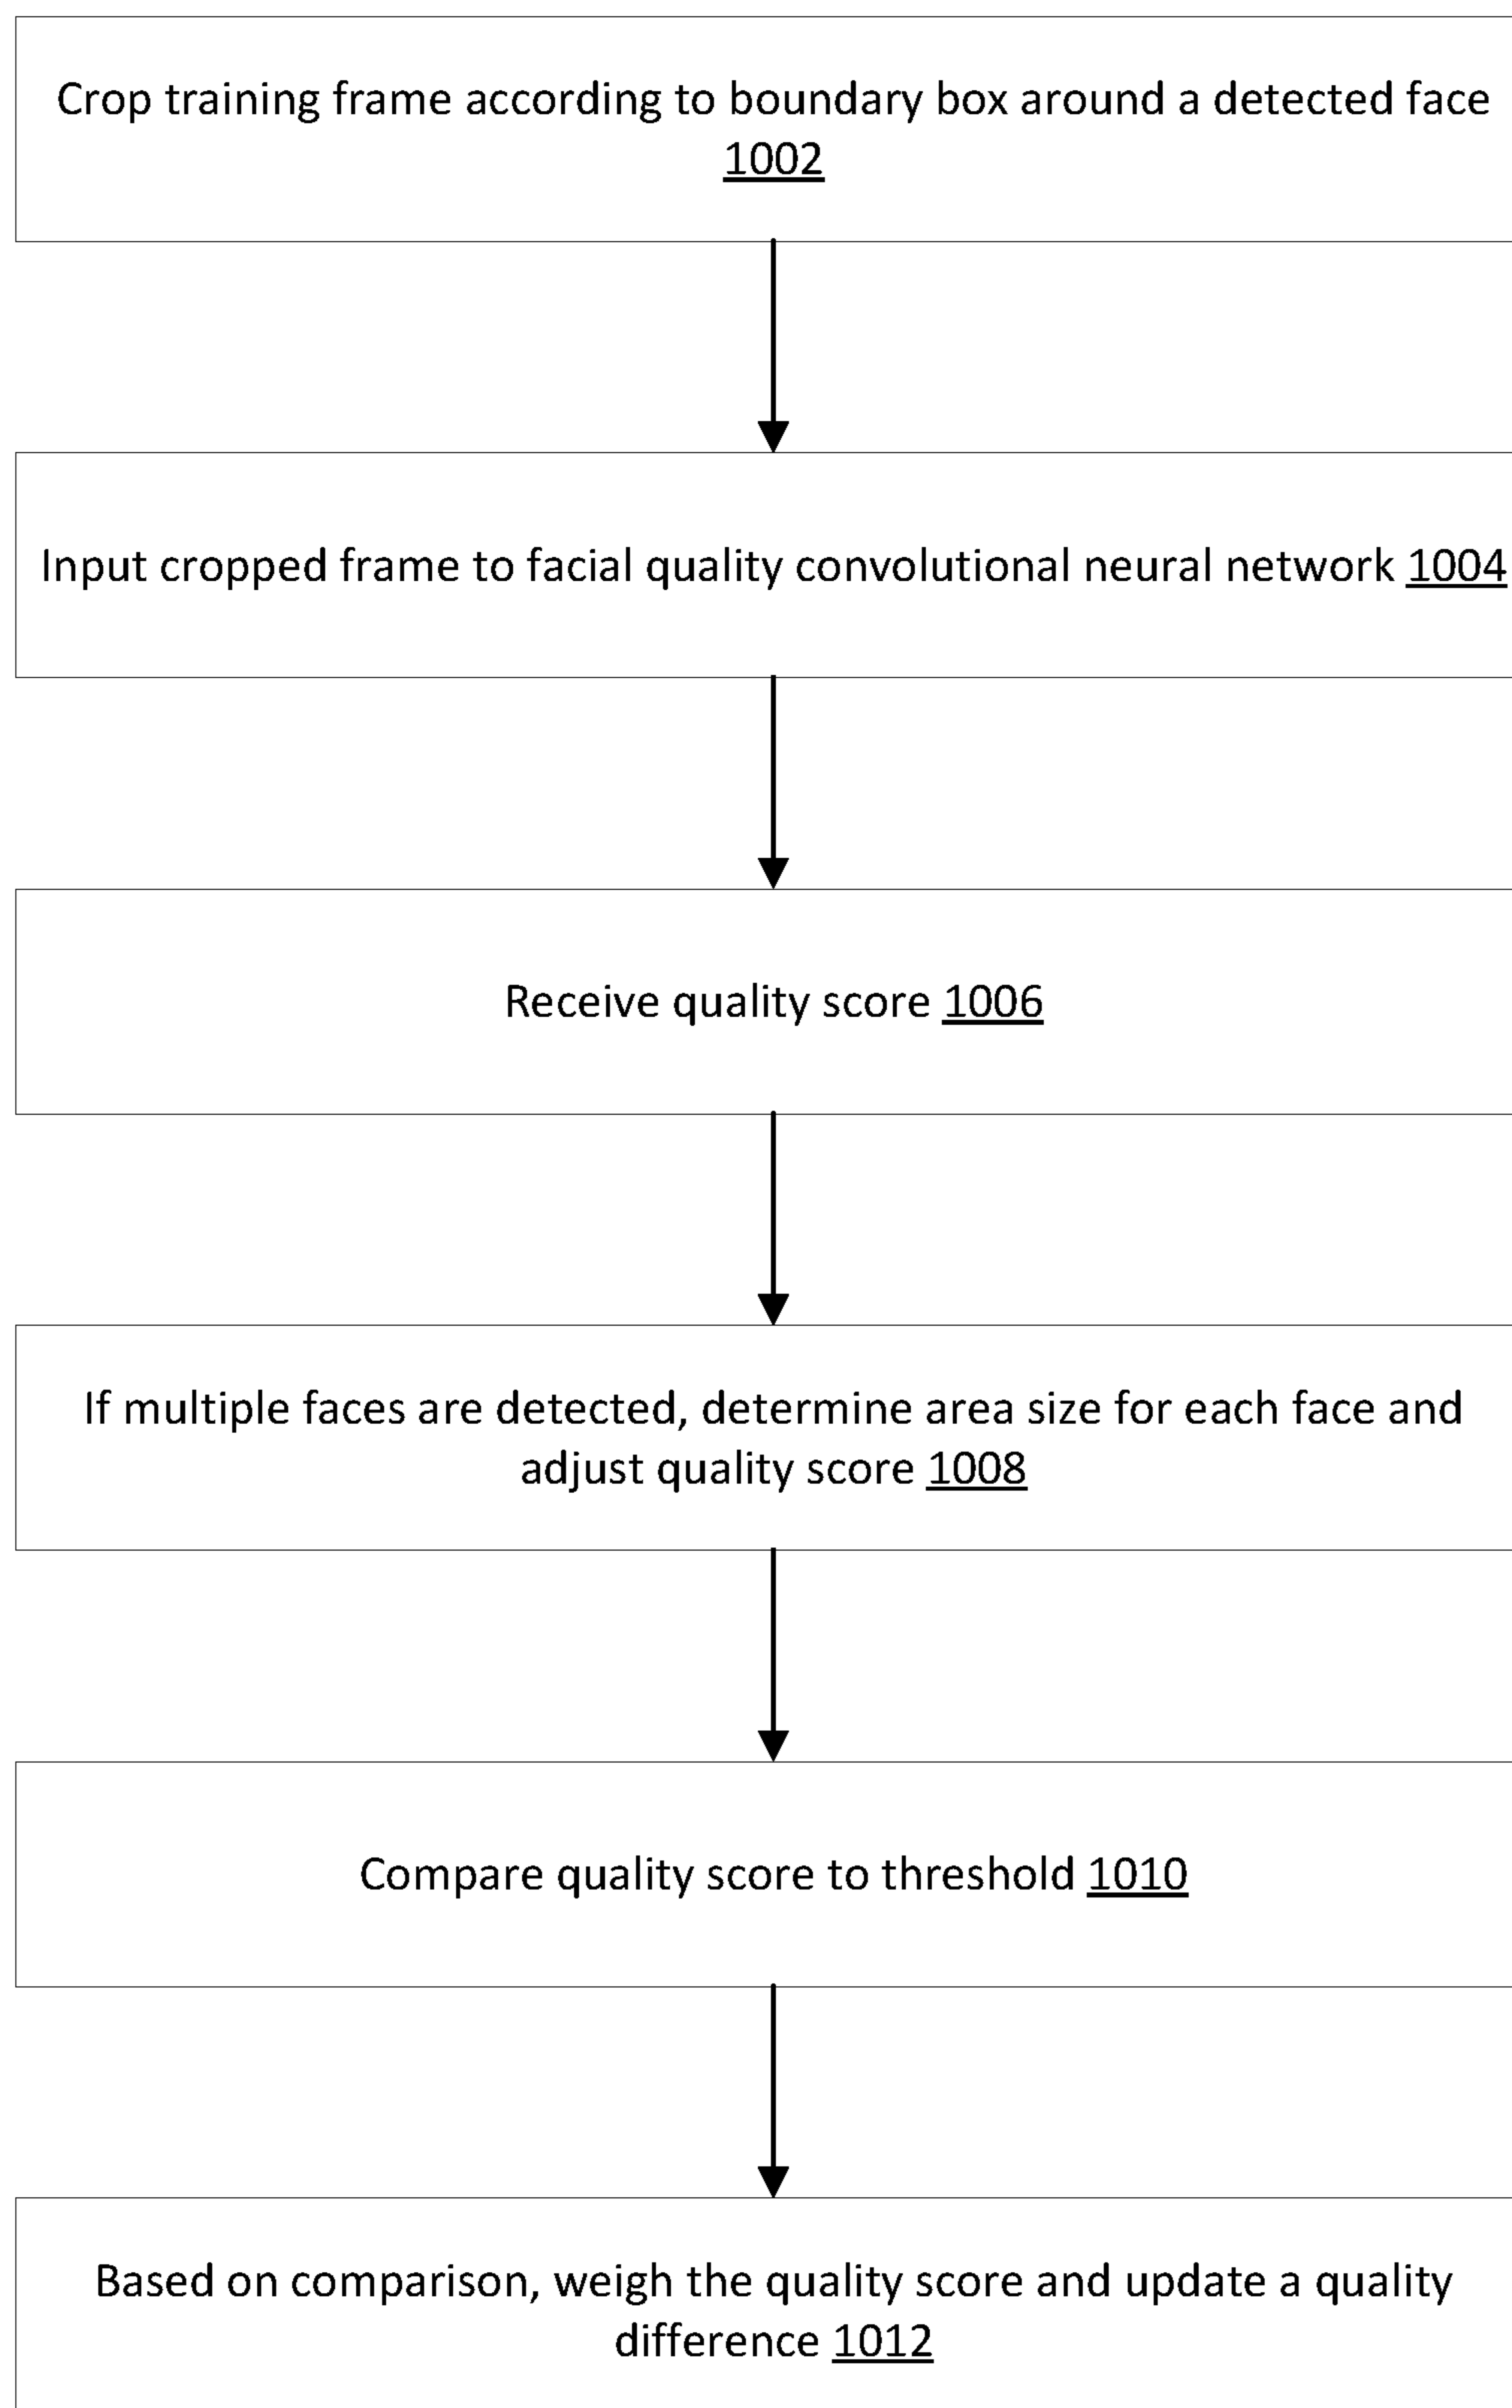 Crop training frame according to boundary box around a detected face
1002
Input cropped frame to facial quality convolutional neural network 1004
Receive quality score 1006
If multiple faces are detected, determine area size for each face and
adjust quality score 1008
Compare quality score to threshold 1010
Based on comparison, weigh the quality score and update a quality
difference 1012